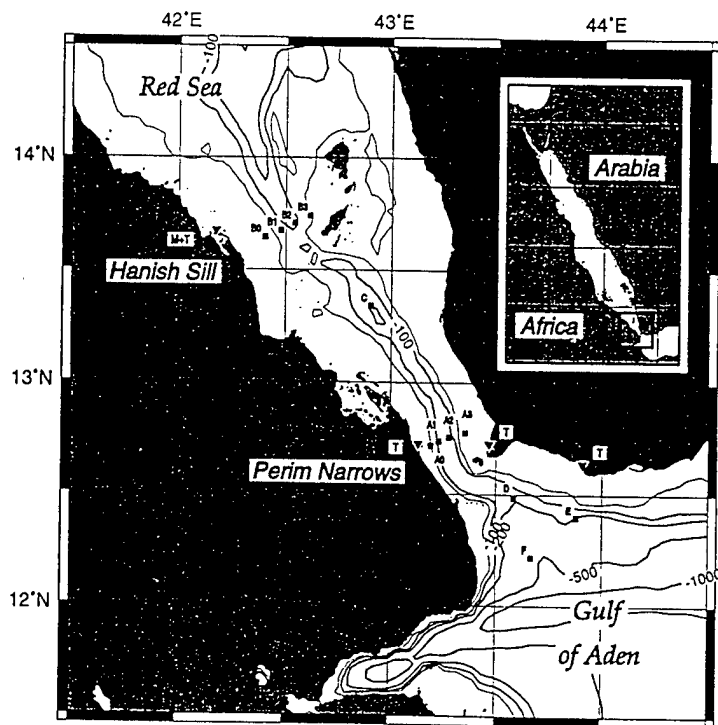 42°E
43°E
44°E
-100
Red Sea
14°N
Arabia
B0
B1
B2
B3
M+T
Hanish Sill
C
-100
Africa
13°N
A1
A2
A3
T
A0
T
T
Perim Narrows
D
E
F
-500
-1000
12°N
Gulf
of Aden